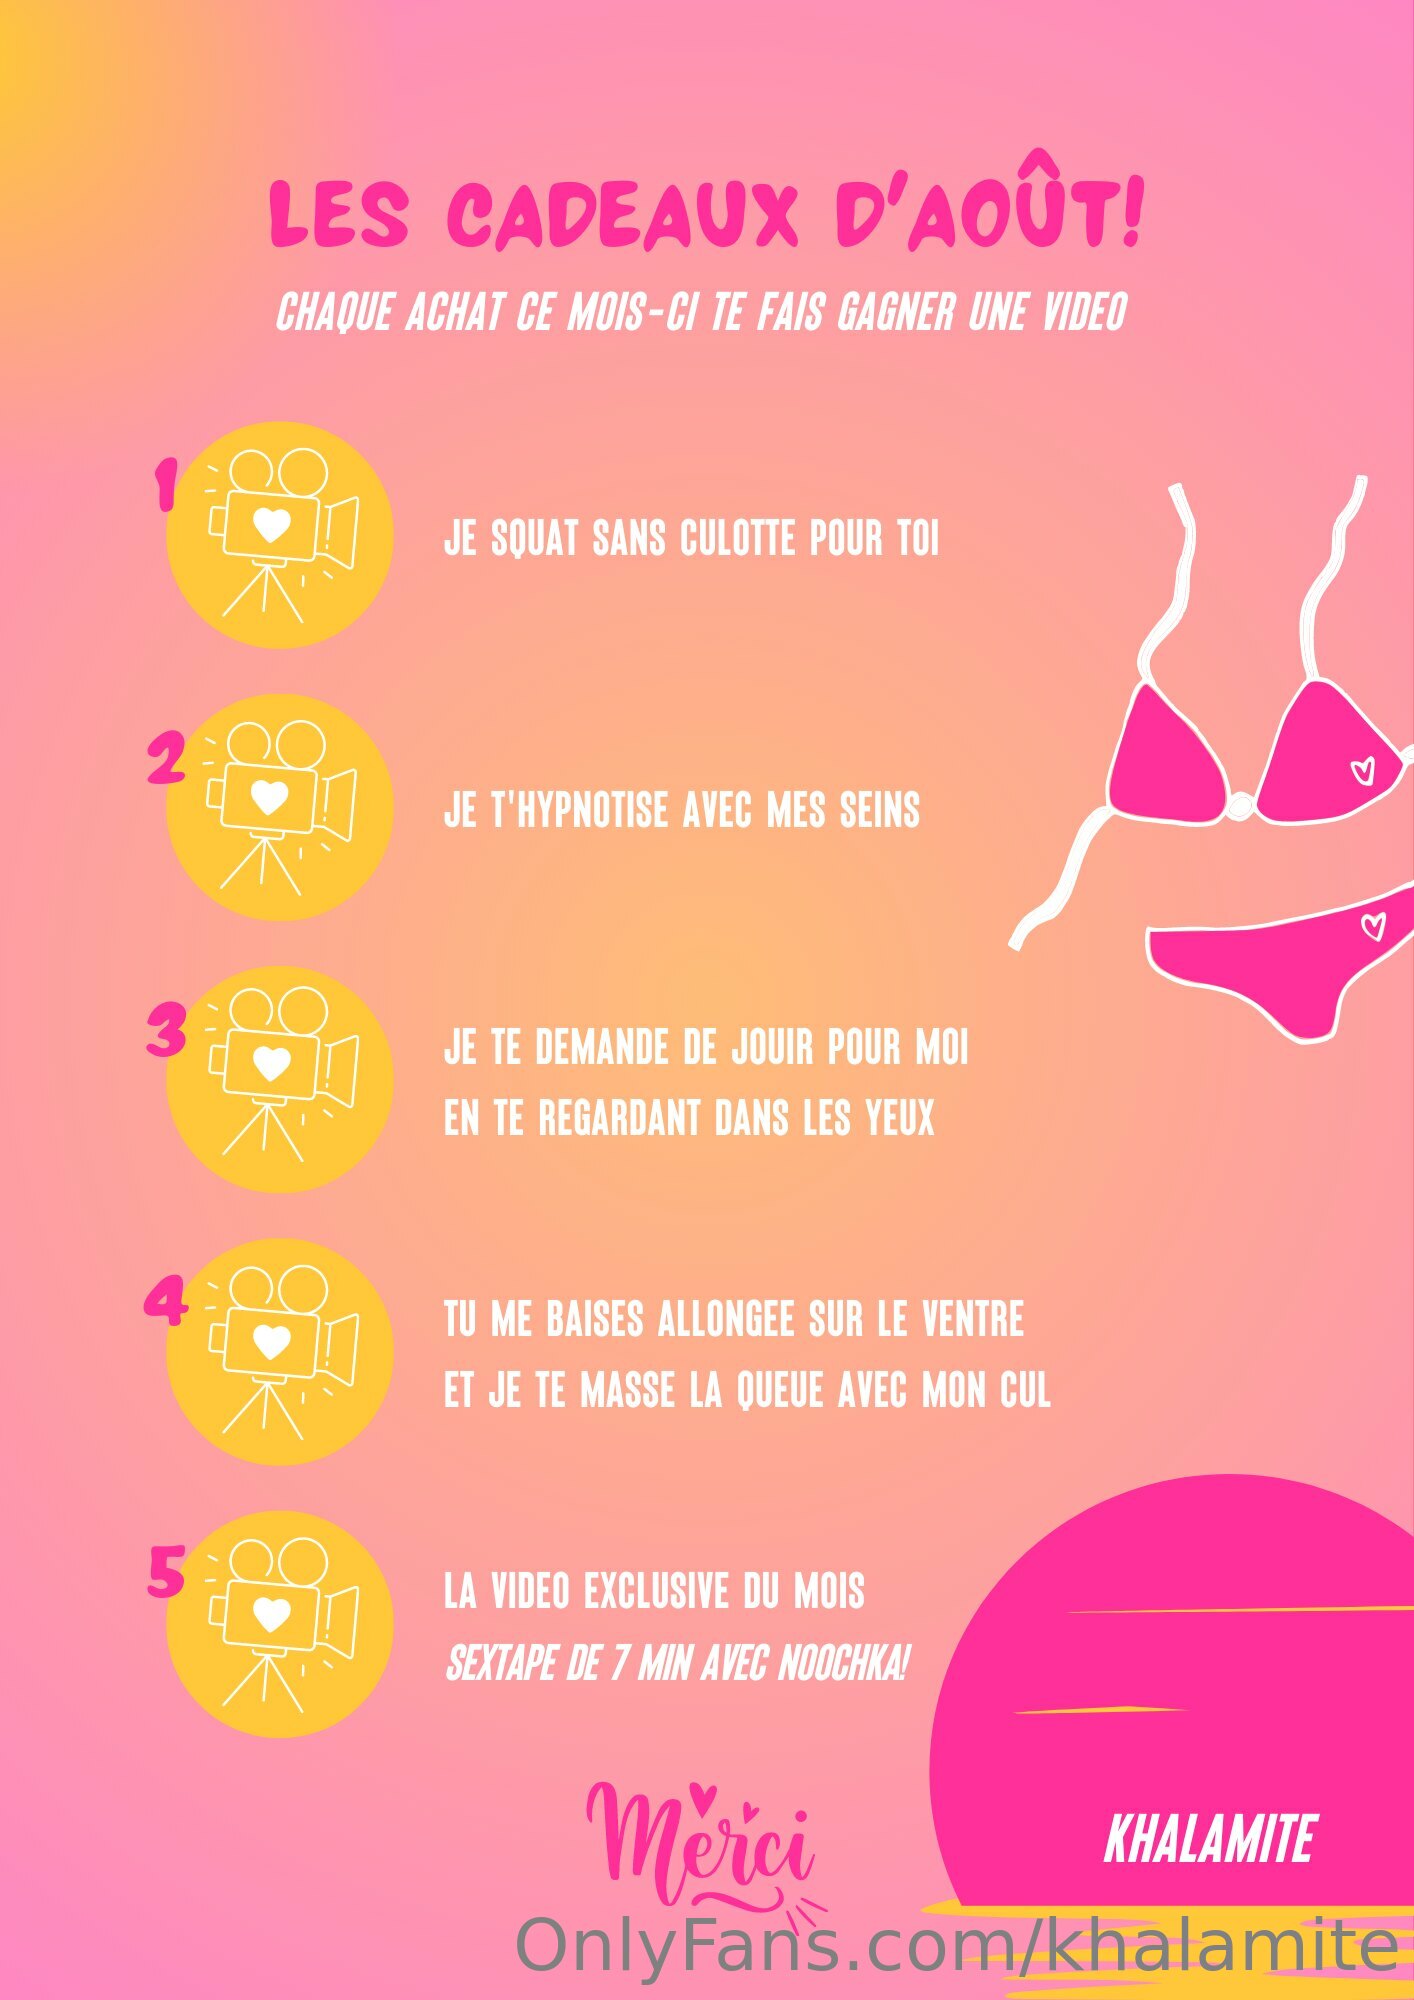 LES CADEAUX D'AOÛT!
CHAQUE ACHAT CE MOIS-CI TE FAIS GAGNER UNE VIDEO
1
JE SQUAT SANS CULOTTE POUR TOI
2
JE T'HYPNOTISE AVEC MES SEINS
3
JE TE DEMANDE DE JOUIR POUR MOI
EN TE REGARDANT DANS LES YEUX
4
TU ME BAISES ALLONGEE SUR LE VENTRE
ET JE TE MASSE LA QUEUE AVEC MON CUL
5
LA VIDEO EXCLUSIVE DU MOIS
SEXTAPE DE 7 MIN AVEC NOOCHKA!
Merci
KHALAMITE
OnlyFans.com/khalamite